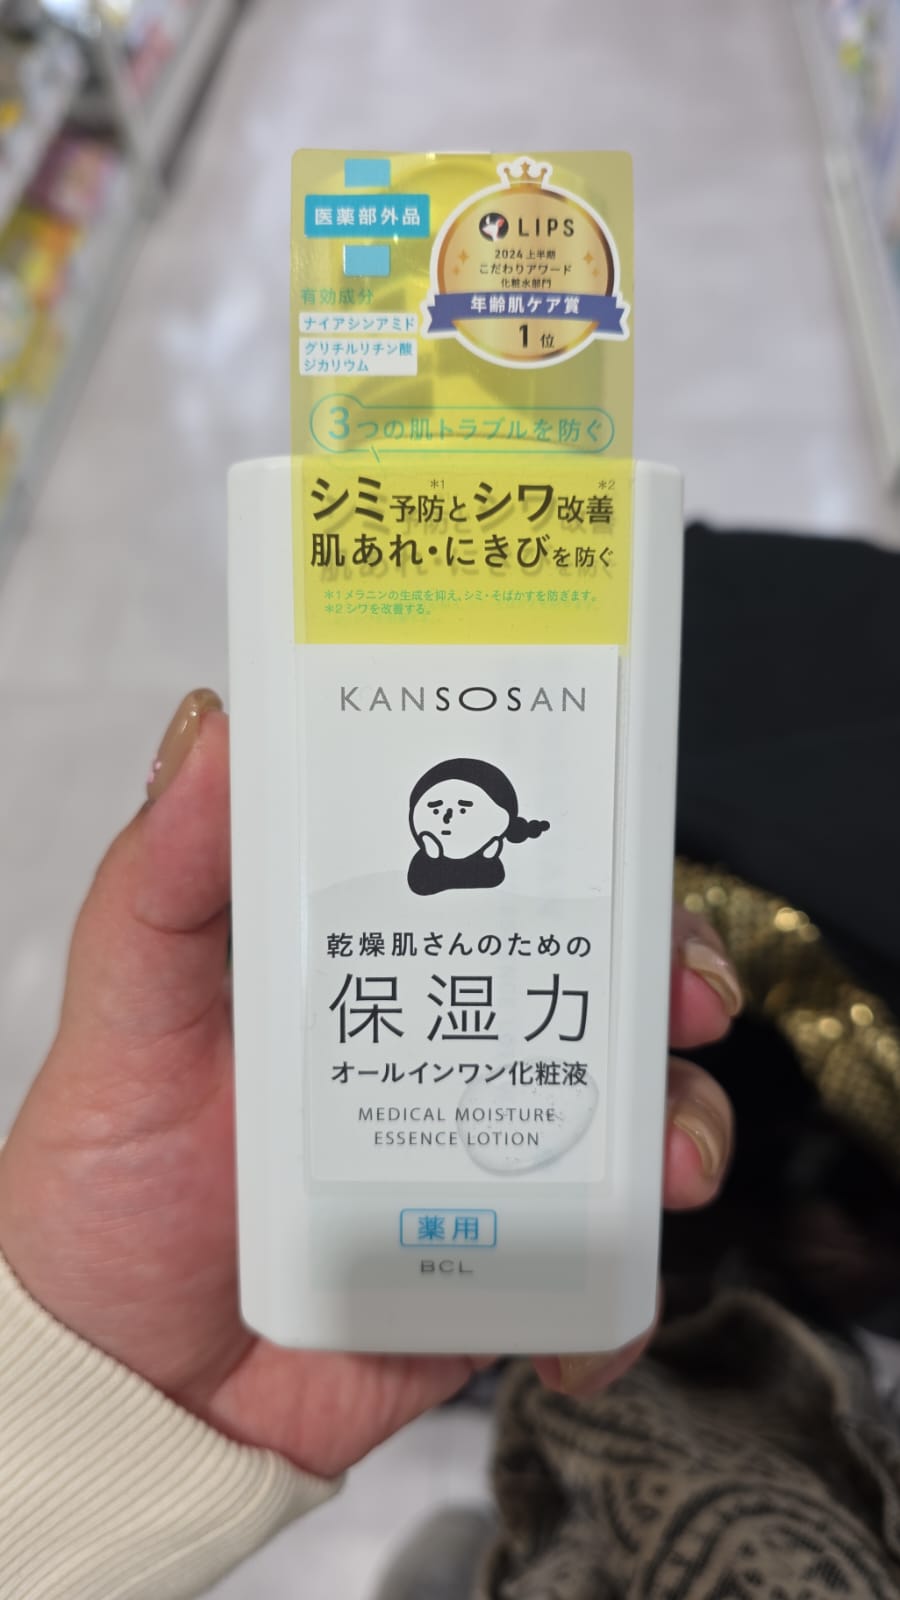 医薬部外品
有効成分
ナイアシンアミド
グリチルリチン酸
ジカリウム
LIPS
2024 上半期
こだわりアワード
化粧水部門
年齢肌ケア賞
1位
3つの肌トラブルを防ぐ
シミ予防とシワ改善
*1 *2
肌あれ・にきびを防ぐ
*1 メラニンの生成を抑え、シミ・そばかすを防ぎます。
*2 シワを改善する。
KANSOSAN
乾燥肌さんのための
保湿力
オールインワン化粧液
MEDICAL MOISTURE
ESSENCE LOTION
薬用
BCL